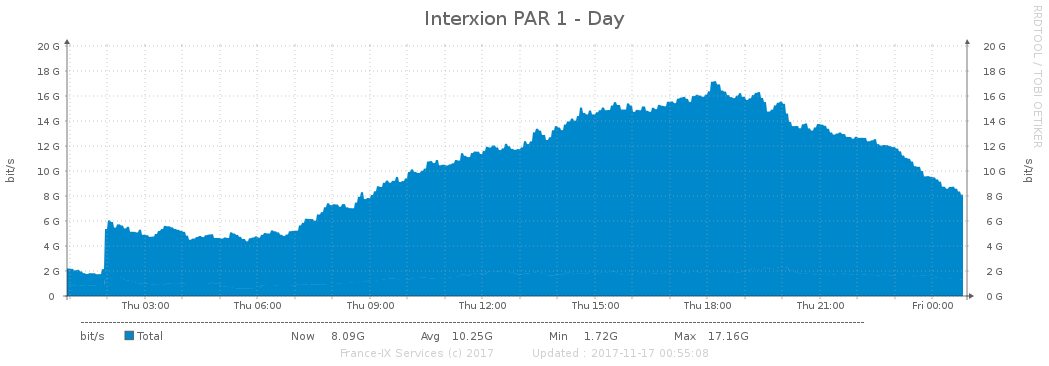 Interxion PAR 1 - Day
RRDTOOL / TOBI OETIKER
20 G 20 G
18 G 18 G
16 G 16 G
14 G 14 G
12 G 12 G
10 G 10 G
8 G 8 G
6 G 6 G
4 G 4 G
2 G 2 G
0 0 G
bit/s bit/s
Thu 03:00 Thu 06:00 Thu 09:00 Thu 12:00 Thu 15:00 Thu 18:00 Thu 21:00 Fri 00:00
bit/s Total Now 8.09G Avg 10.25G Min 1.72G Max 17.16G
France-IX Services (c) 2017 Updated : 2017-11-17 00:55:08